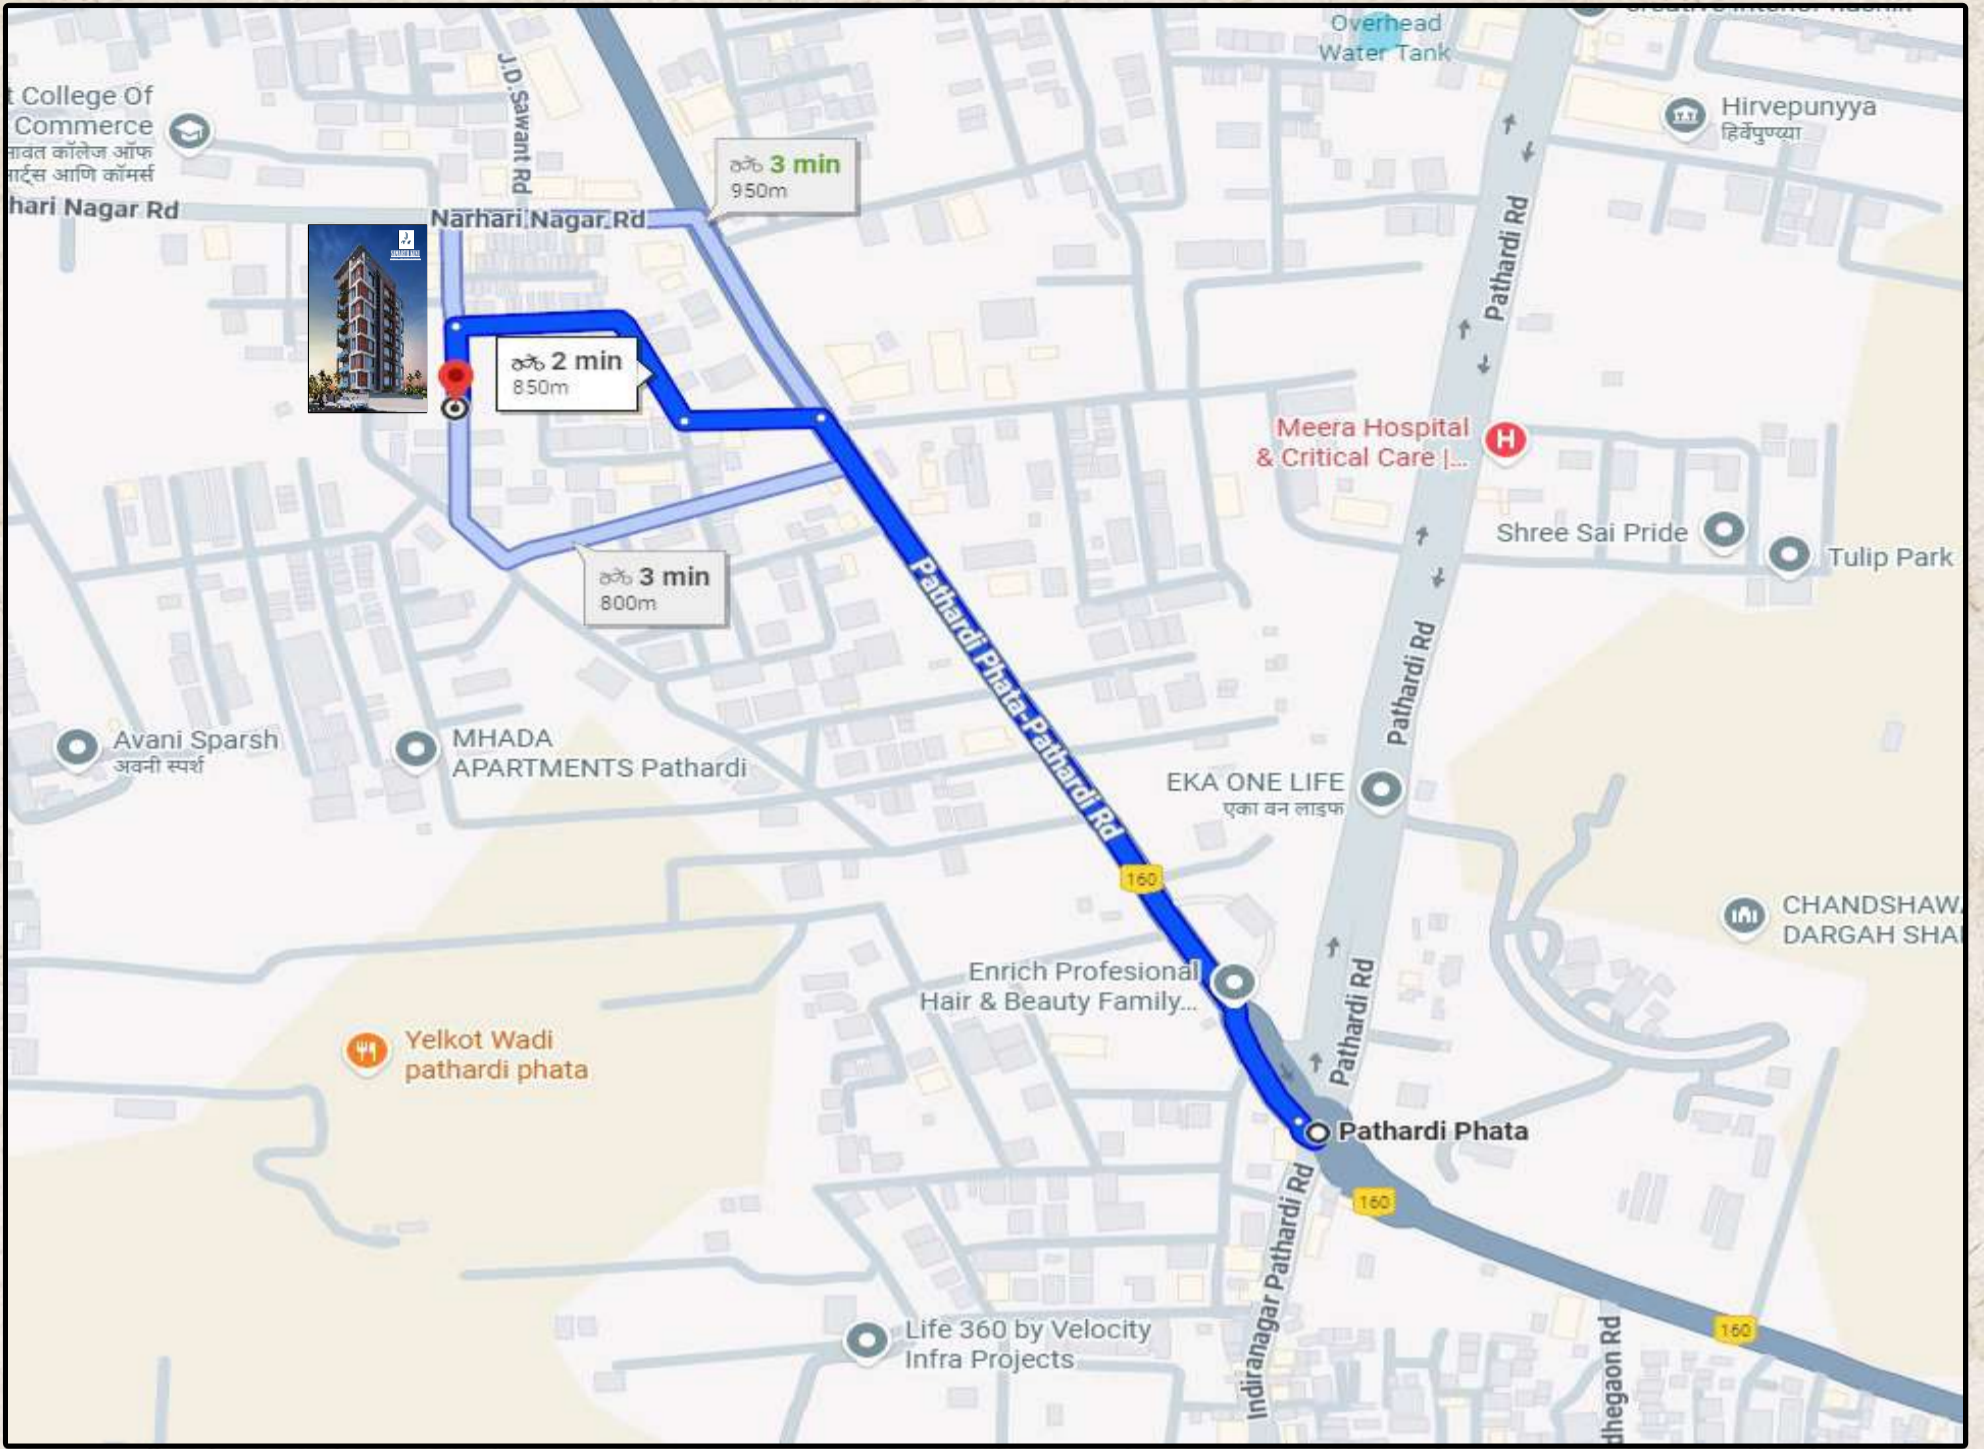 Overhead
Water Tank
t College Of
Commerce
J.D.Sawant Rd
Hirvepunyya
हिर्वेपुण्य्या
3 min
950m
hari Nagar Rd
Narhari Nagar Rd
Pathardi Rd
2 min
850m
Meera Hospital
& Critical Care |...
H
Shree Sai Pride
Tulip Park
3 min
800m
Pathardi Phata-Pathardi Rd
Pathardi Rd
Avani Sparsh
अवनी स्पर्श
MHADA
APARTMENTS Pathardi
EKA ONE LIFE
एका वन लाइफ
160
CHANDSHAW
DARGAH SHA
Enrich Profesional
Hair & Beauty Family...
Pathardi Rd
Yelkot Wadi
pathardi phata
Pathardi Phata
160
Indiranagar Pathardi Rd
Life 360 by Velocity
Infra Projects
160
dhegaon Rd